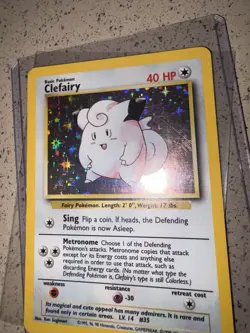 Basic Pokémon
Clefairy
40 HP
Fairy Pokémon. Length: 2' 0", Weight: 17 lbs.
Sing Flip a coin. If heads, the Defending
Pokémon is now Asleep.
Metronome Choose 1 of the Defending
Pokémon's attacks. Metronome copies that attack
except for its Energy costs and anything else
required in order to use that attack, such as
discarding Energy cards. (No matter what type the
Defending Pokémon is, Clefairy's type is still Colorless.)
weakness
resistance
retreat cost
-30
Its magical and cute appeal has many admirers. It is rare and
found only in certain areas. LV. 14 #35